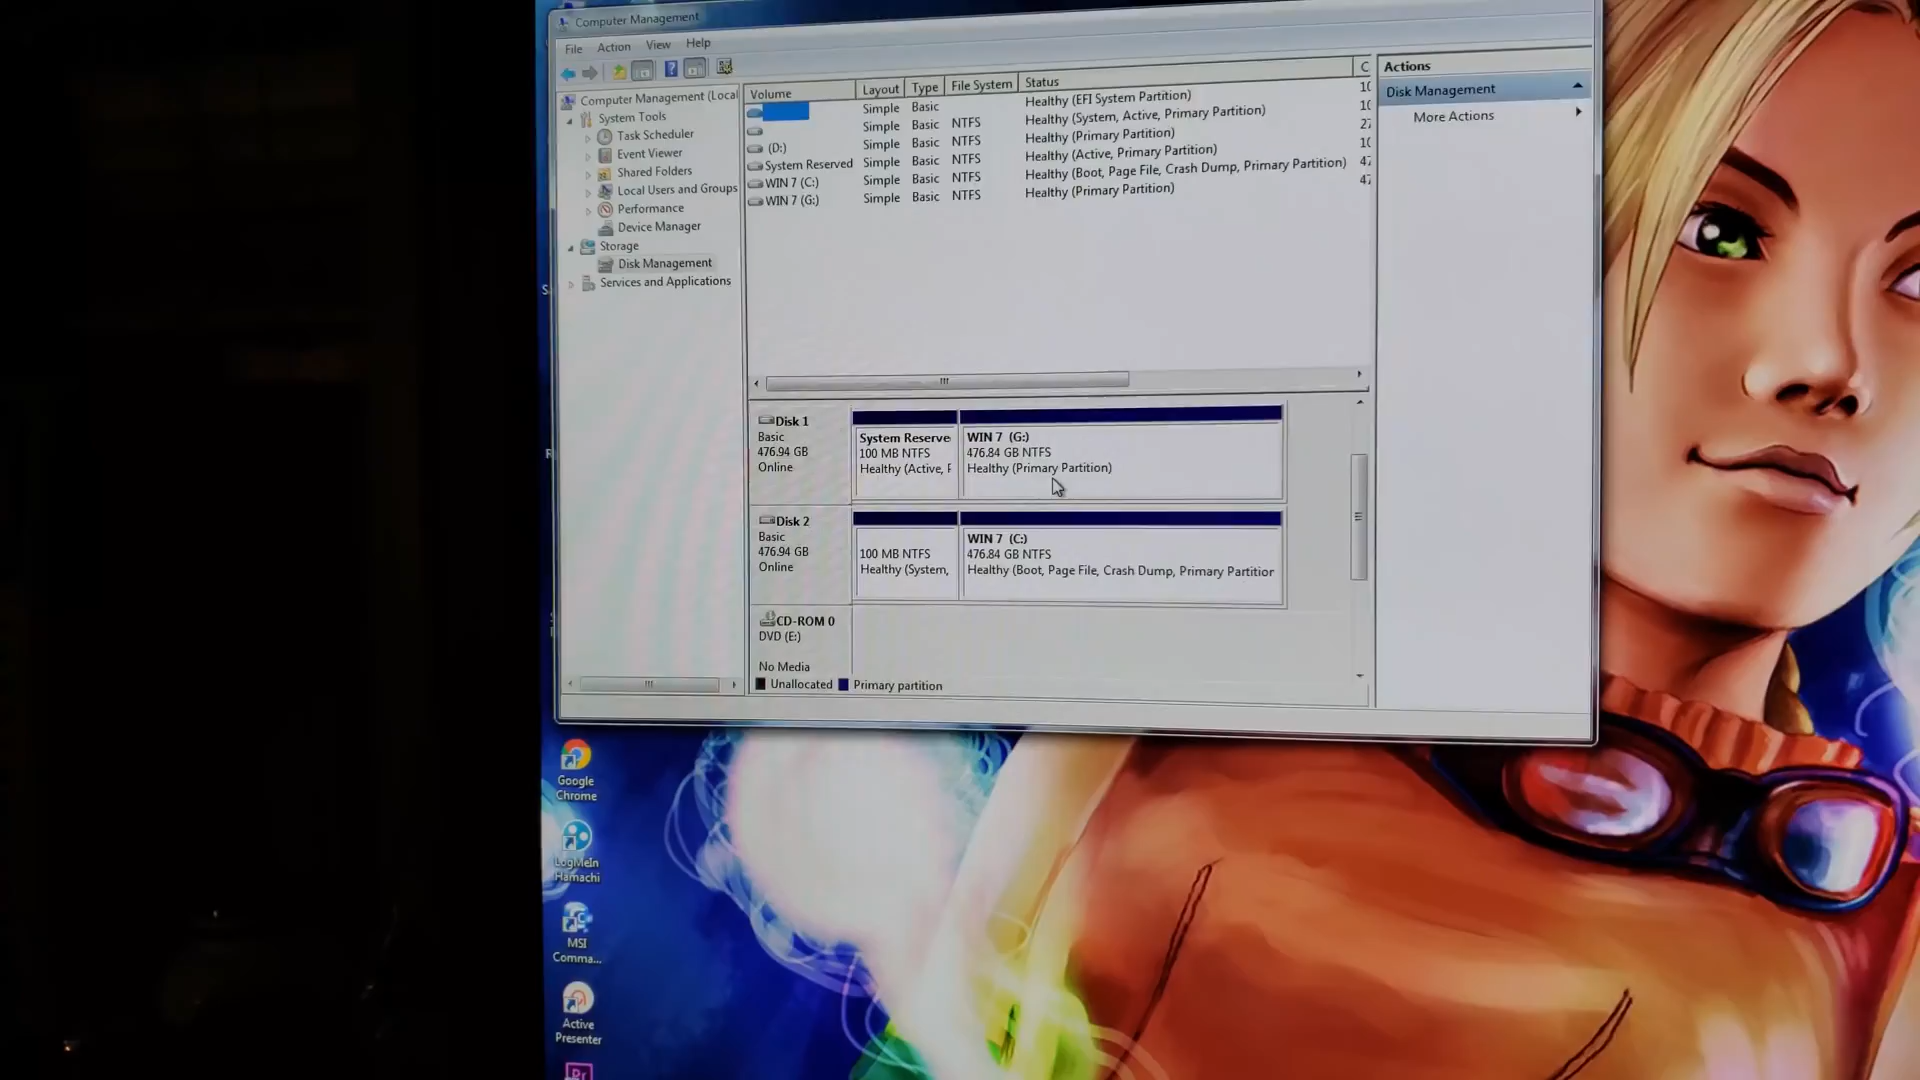 Computer Management
File Action View Help
Computer Management (Local
System Tools
Task Scheduler
Event Viewer
Shared Folders
Local Users and Groups
Performance
Device Manager
Storage
Disk Management
Services and Applications
Volume Layout Type File System Status C
Simple Basic Healthy (EFI System Partition) 10
Simple Basic NTFS Healthy (System, Active, Primary Partition) 10
(D:) Simple Basic NTFS Healthy (Primary Partition) 27
System Reserved Simple Basic NTFS Healthy (Active, Primary Partition) 10
WIN 7 (C:) Simple Basic NTFS Healthy (Boot, Page File, Crash Dump, Primary Partition) 47
WIN 7 (G:) Simple Basic NTFS Healthy (Primary Partition) 47
Disk 1
Basic
476.94 GB
Online
System Reserve
100 MB NTFS
Healthy (Active, P
WIN 7 (G:)
476.84 GB NTFS
Healthy (Primary Partition)
Disk 2
Basic
476.94 GB
Online
100 MB NTFS
Healthy (System,
WIN 7 (C:)
476.84 GB NTFS
Healthy (Boot, Page File, Crash Dump, Primary Partition
CD-ROM 0
DVD (E:)
No Media
Unallocated Primary partition
Actions
Disk Management
More Actions
Google
Chrome
LogMeIn
Hamachi
MSI
Comma...
Active
Presenter
Pr